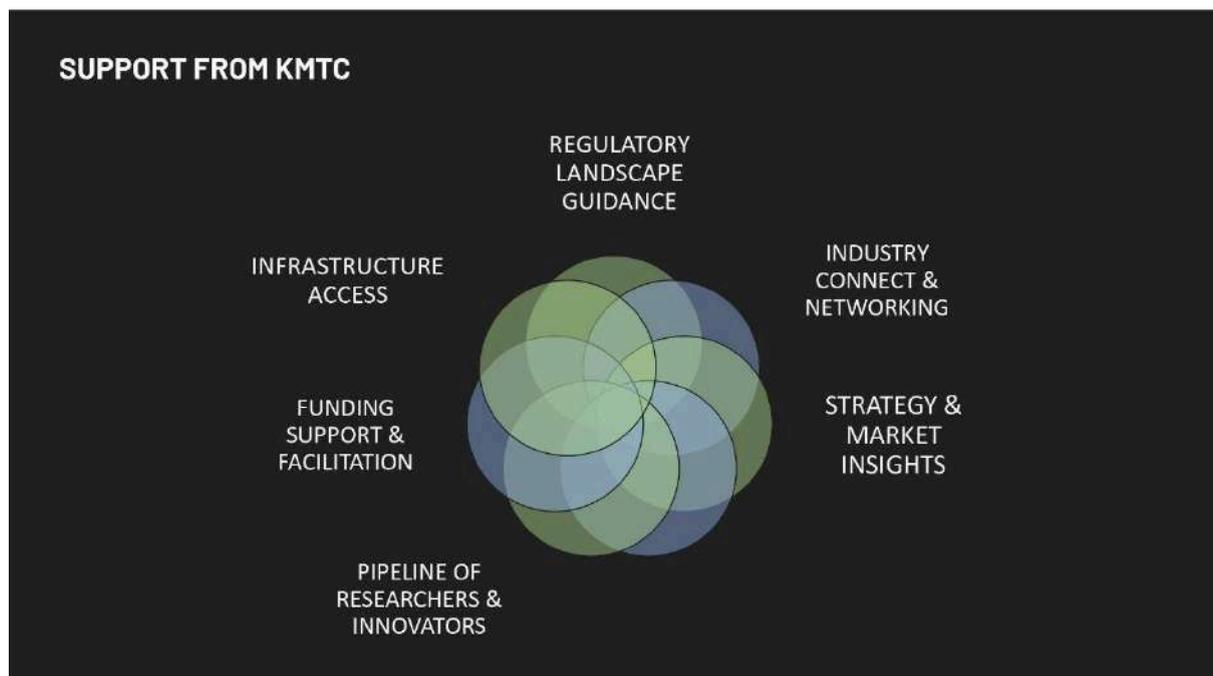 SUPPORT FROM KMTC
REGULATORY
LANDSCAPE
GUIDANCE
INDUSTRY
CONNECT &
NETWORKING
STRATEGY &
MARKET
INSIGHTS
PIPELINE OF
RESEARCHERS &
INNOVATORS
FUNDING
SUPPORT &
FACILITATION
INFRASTRUCTURE
ACCESS